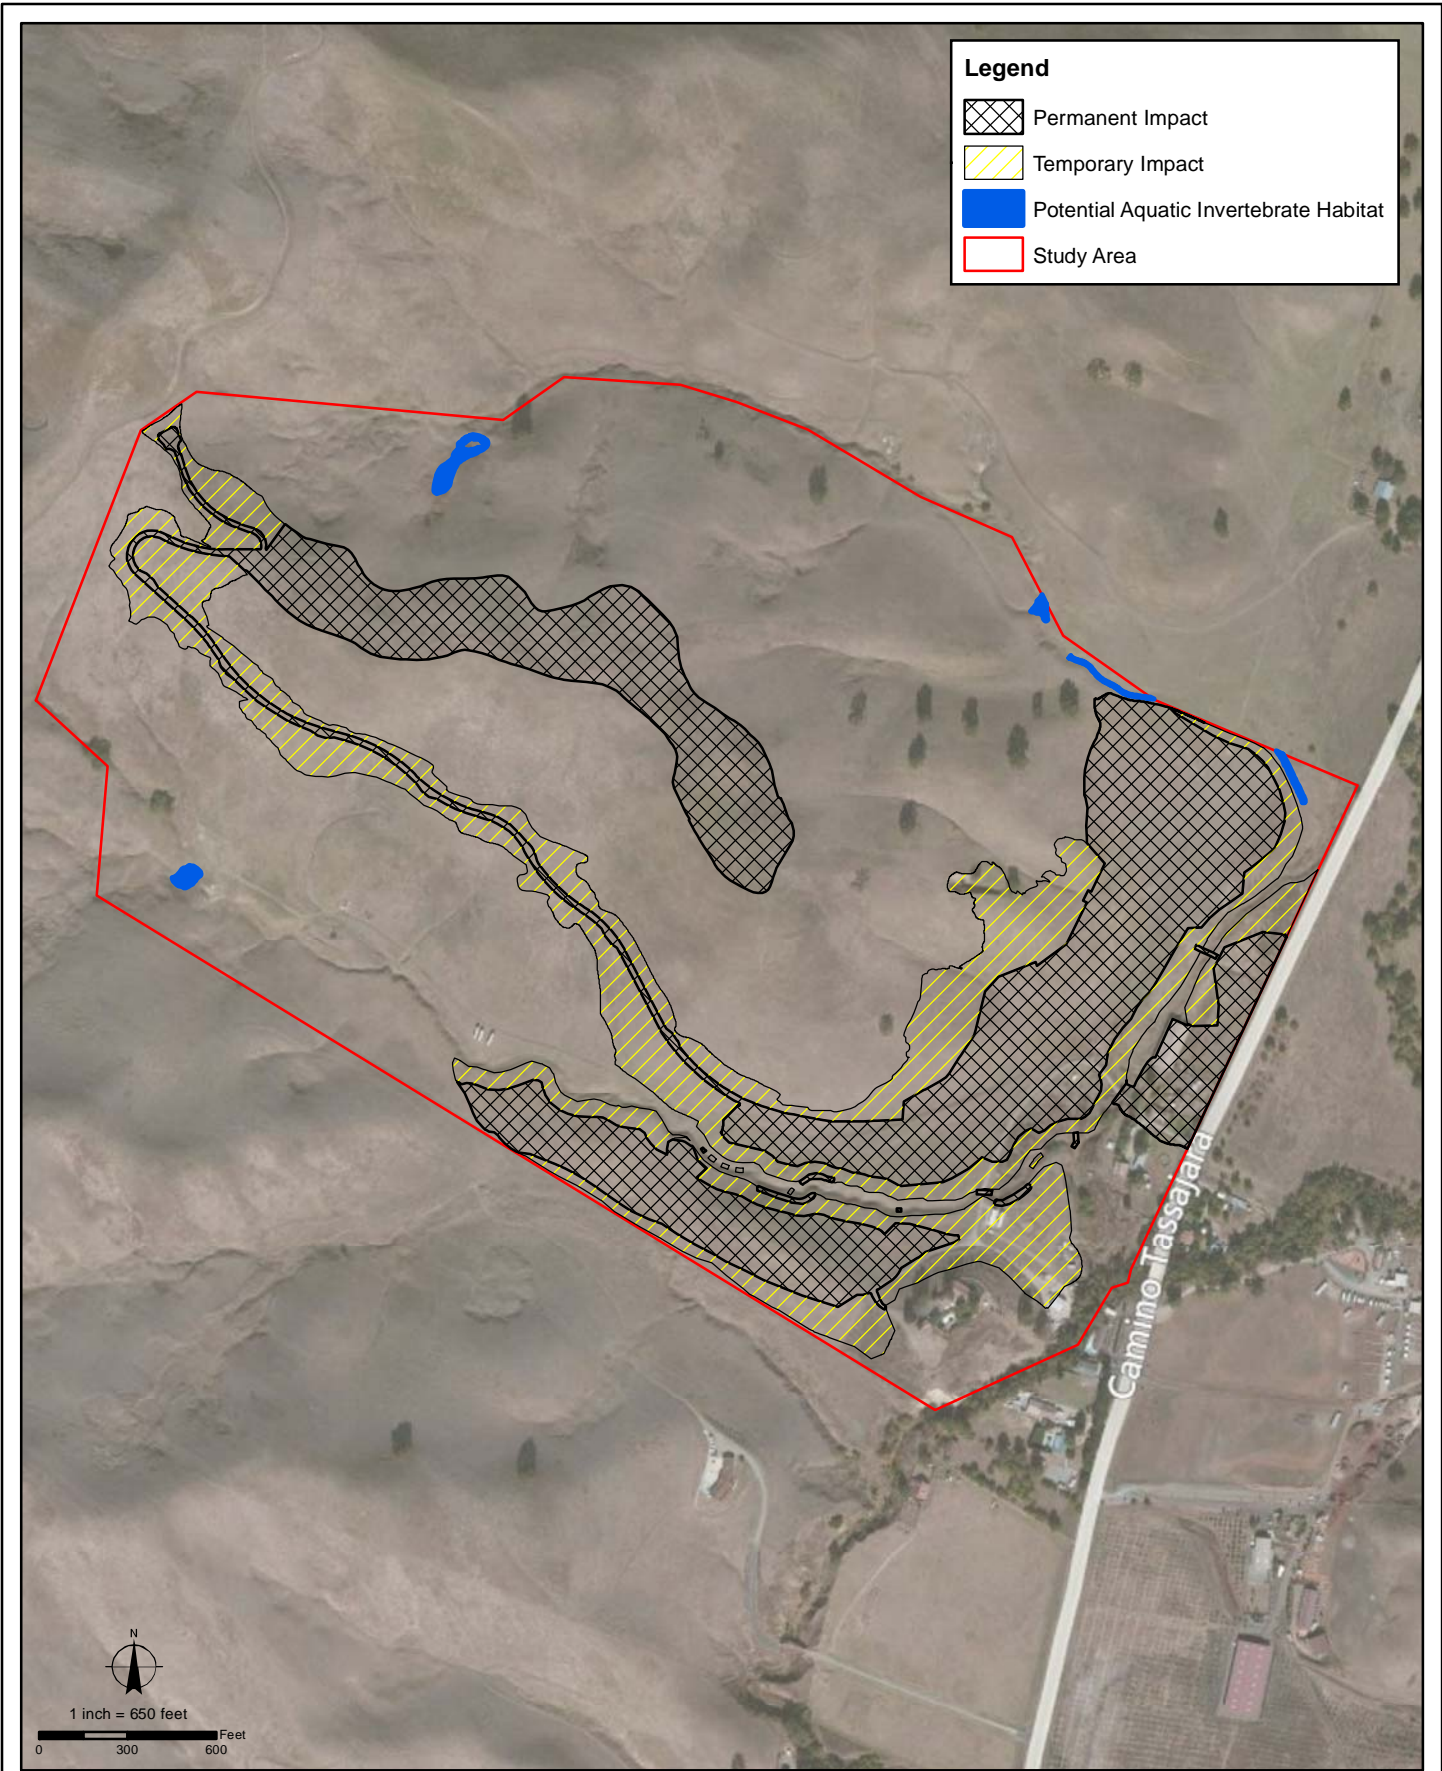 Legend
Permanent Impact
Temporary Impact
Potential Aquatic Invertebrate Habitat
Study Area
Camino Tassajara
N
1 inch = 650 feet
Feet
0 300 600